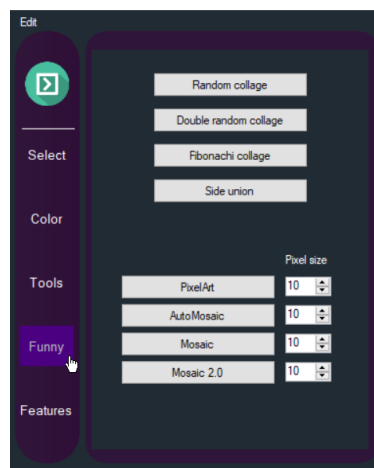 Edit
Select
Color
Tools
Funny
Features
Random collage
Double random collage
Fibonachi collage
Side union
Pixel size
PixelArt 10
AutoMosaic 10
Mosaic 10
Mosaic 2.0 10